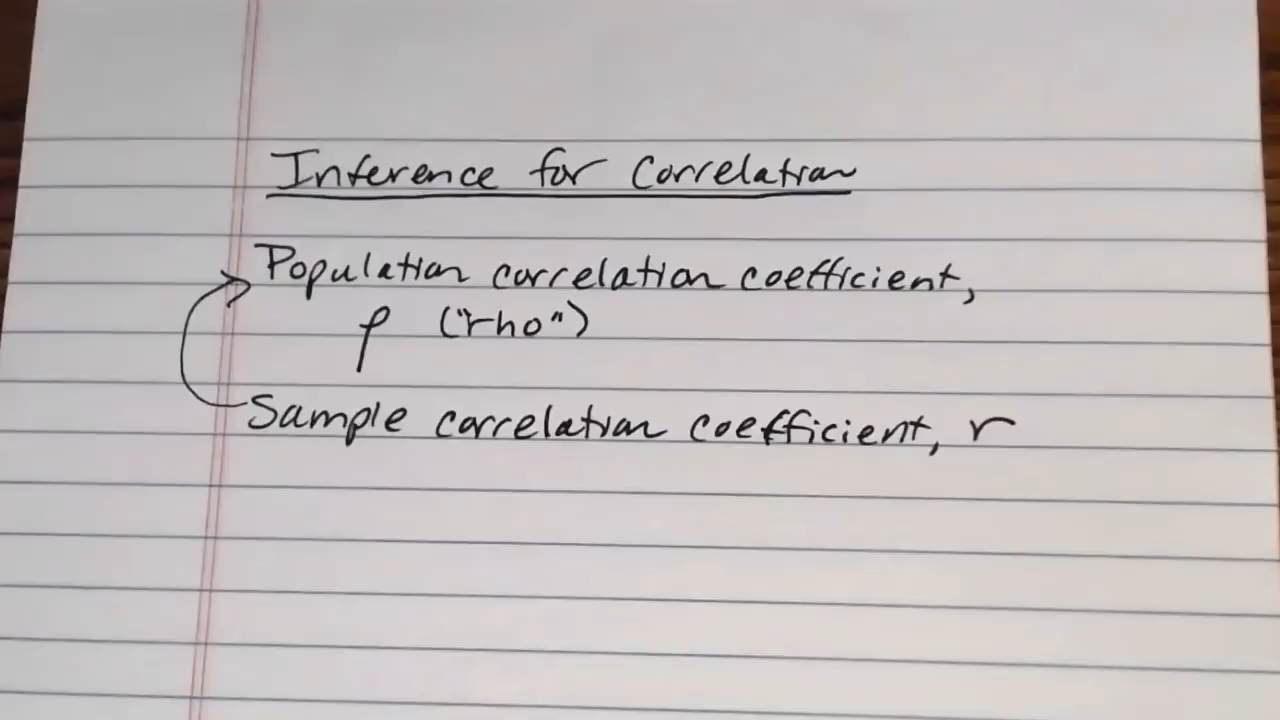 Inference for Correlation
Population correlation coefficient,
ρ ("rho")
Sample correlation coefficient, r